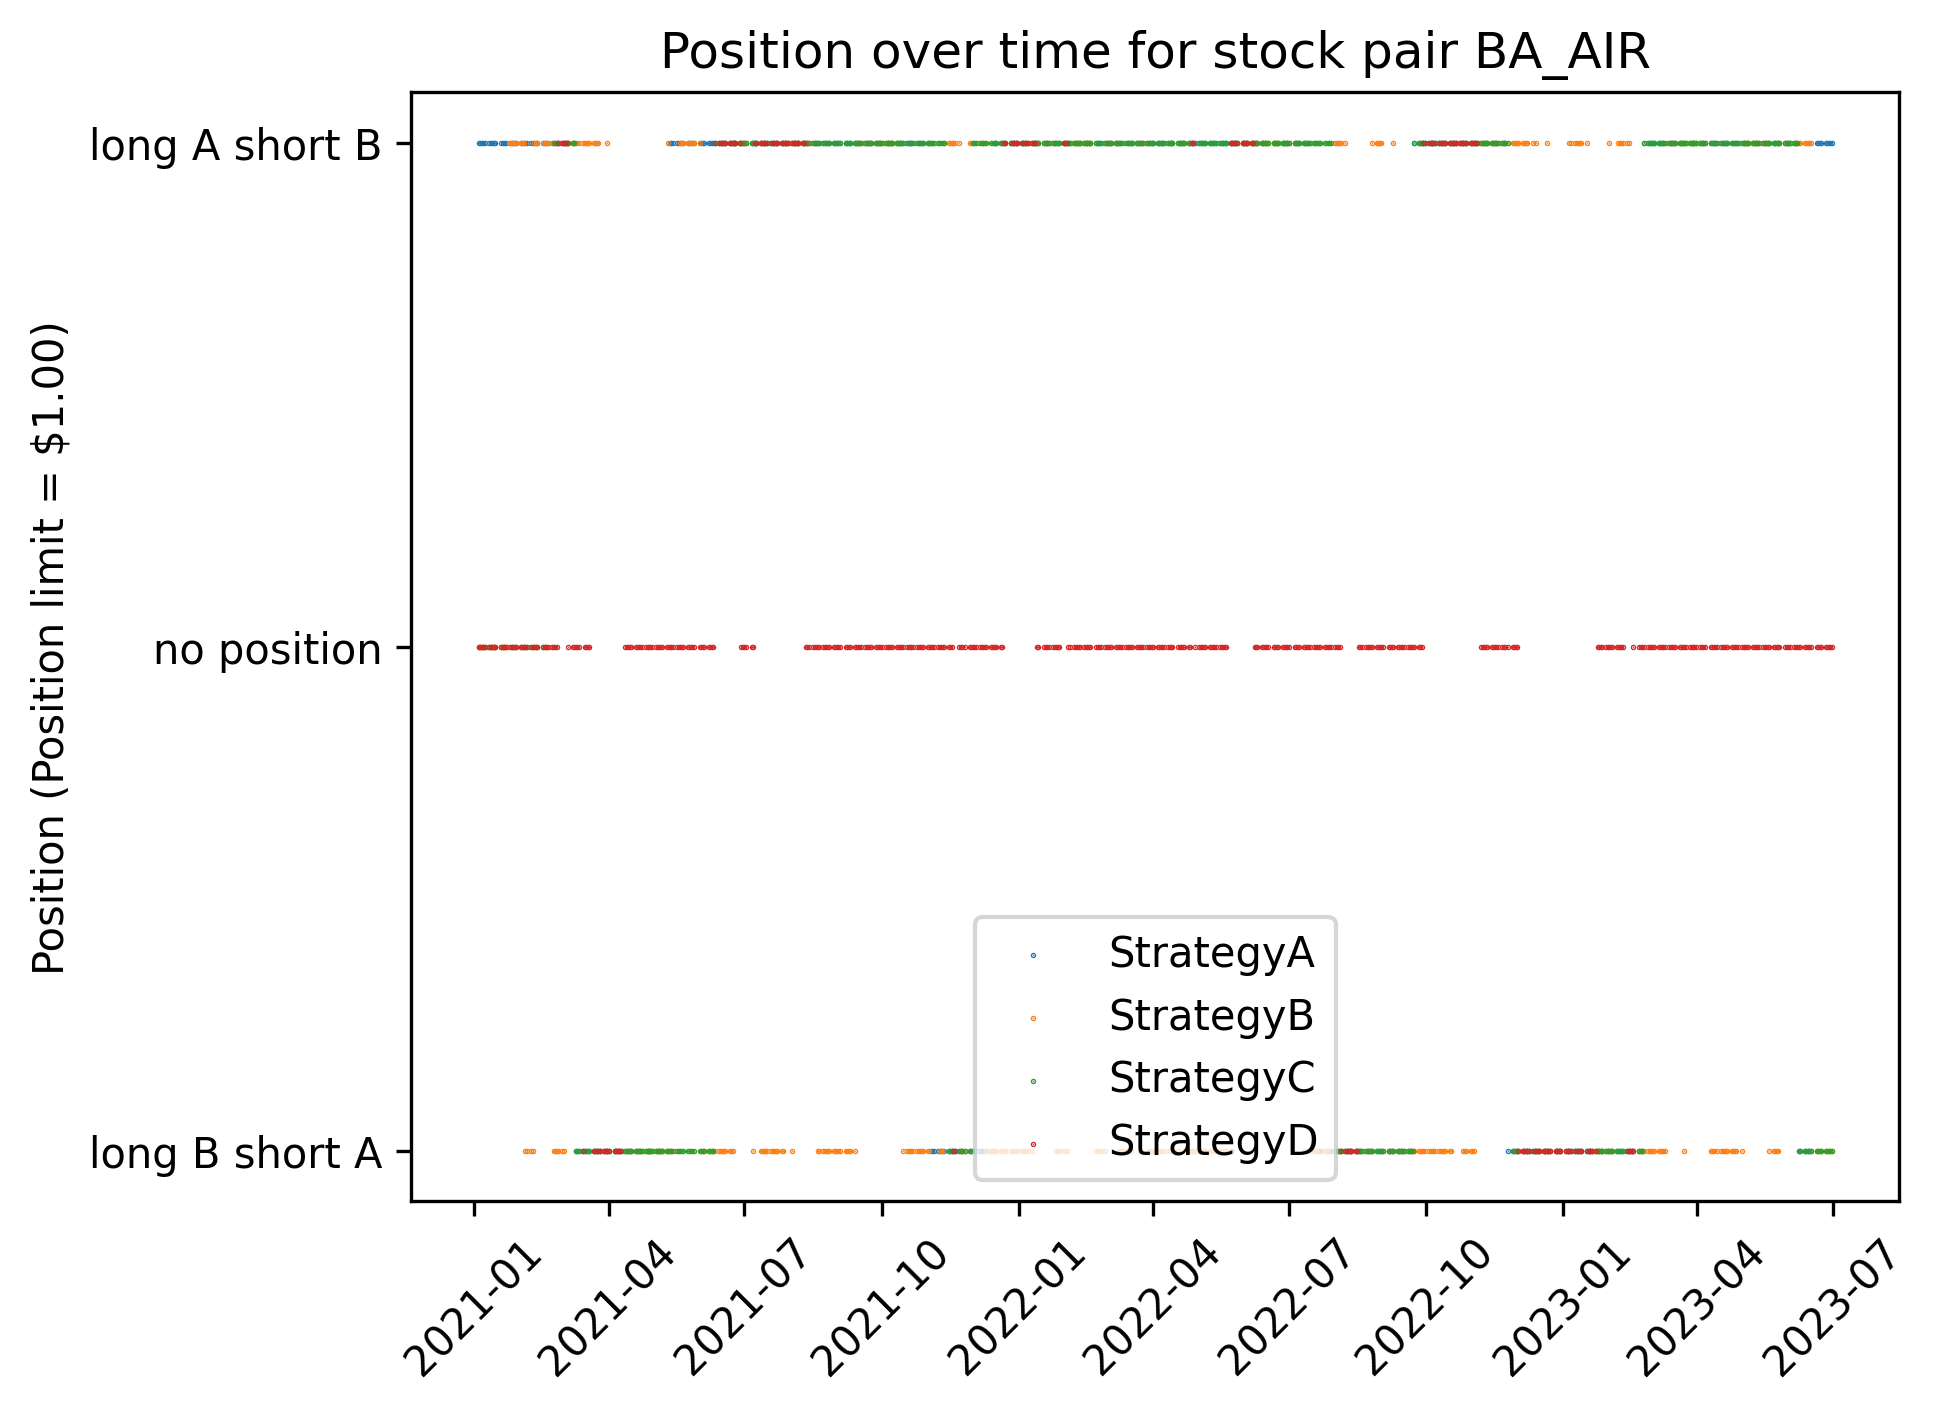 Position over time for stock pair BA_AIR
long A short B
no position
long B short A
Position (Position limit = $1.00)
StrategyA
StrategyB
StrategyC
StrategyD
2021-01
2021-04
2021-07
2021-10
2022-01
2022-04
2022-07
2022-10
2023-01
2023-04
2023-07